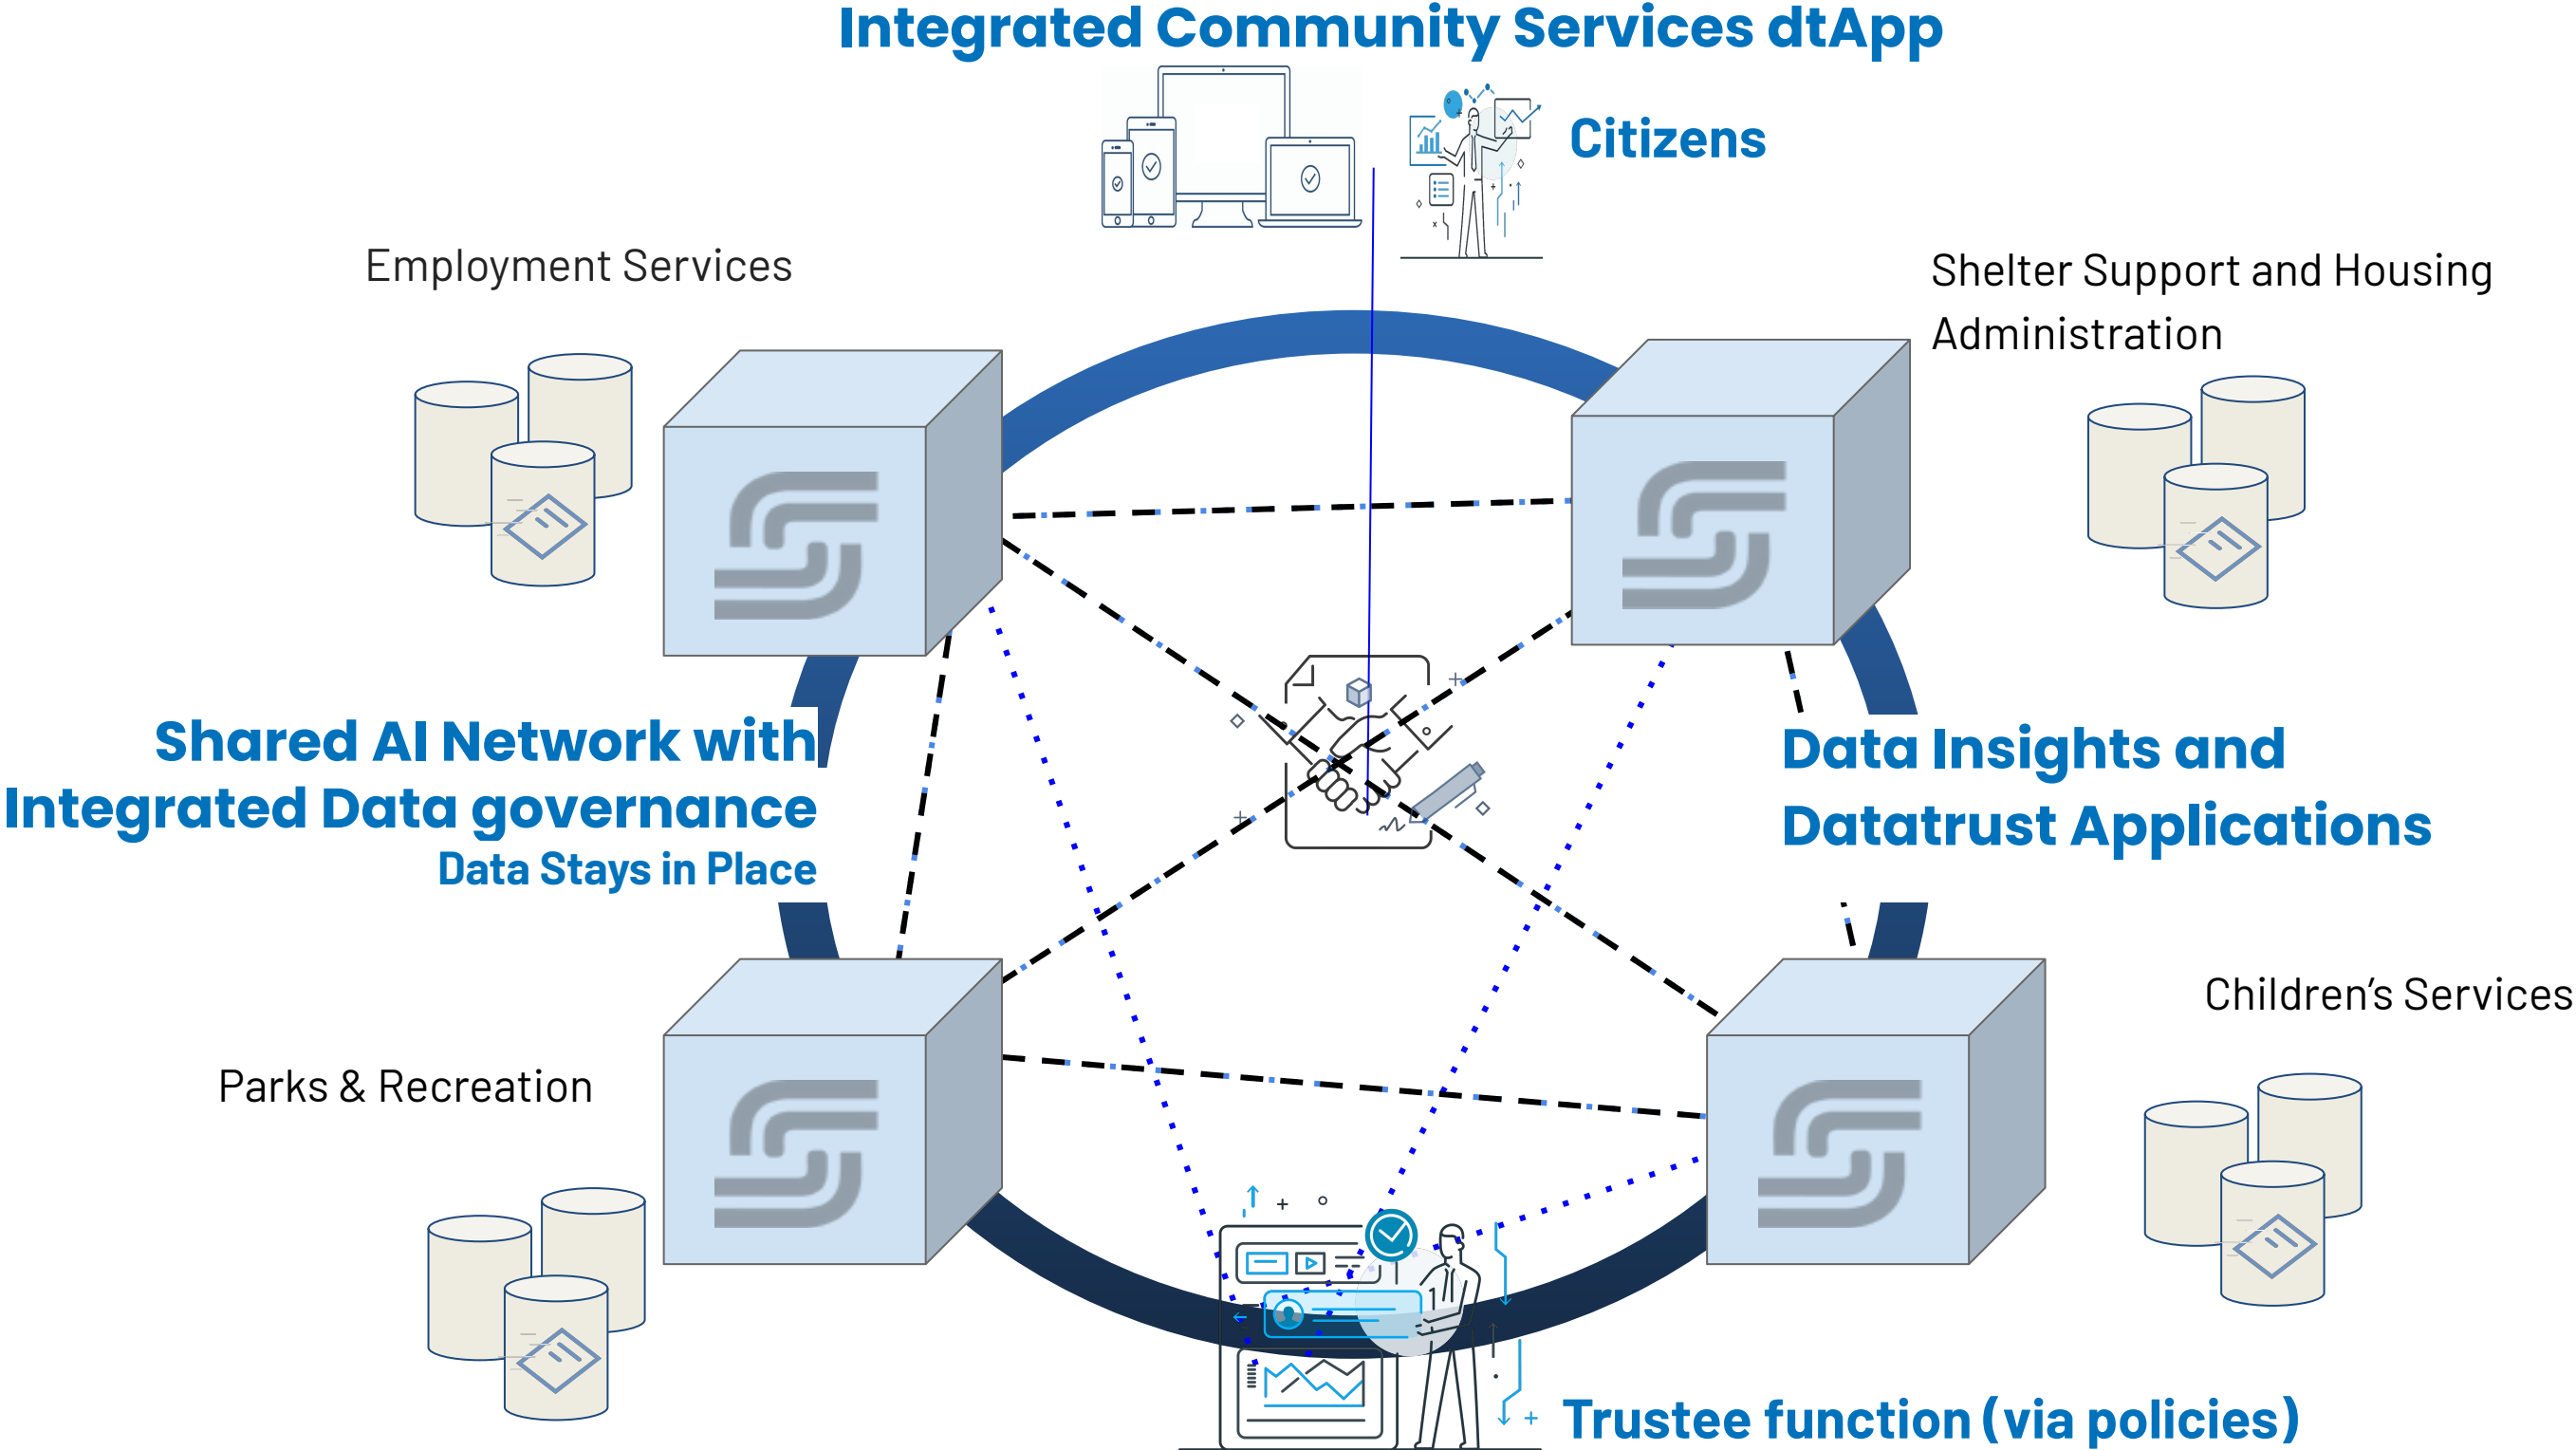 Integrated Community Services dtApp
Citizens
Employment Services
Shelter Support and Housing
Administration
Shared AI Network with
Integrated Data governance
Data Stays in Place
Data Insights and
Datatrust Applications
Children’s Services
Parks & Recreation
Trustee function (via policies)